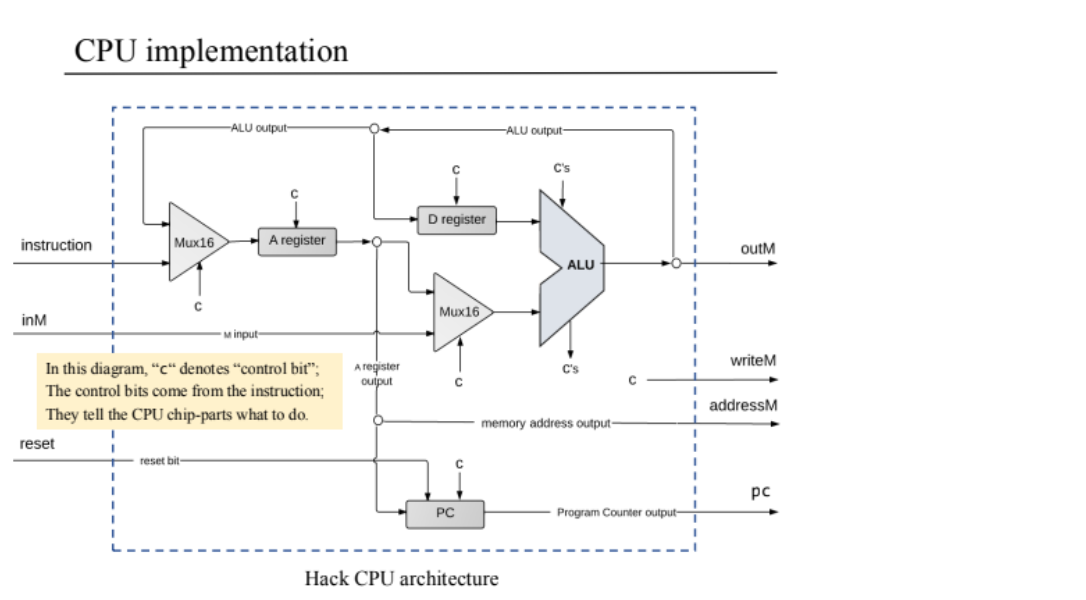 CPU implementation
ALU output
ALU output
c
c's
c
D register
instruction
Mux16
A register
ALU
outM
c
Mux16
inM
M input
In this diagram, “c“ denotes “control bit”;
The control bits come from the instruction;
They tell the CPU chip-parts what to do.
A register
output
c
c's
c
writeM
addressM
memory address output
reset
reset bit
c
pc
PC
Program Counter output
Hack CPU architecture